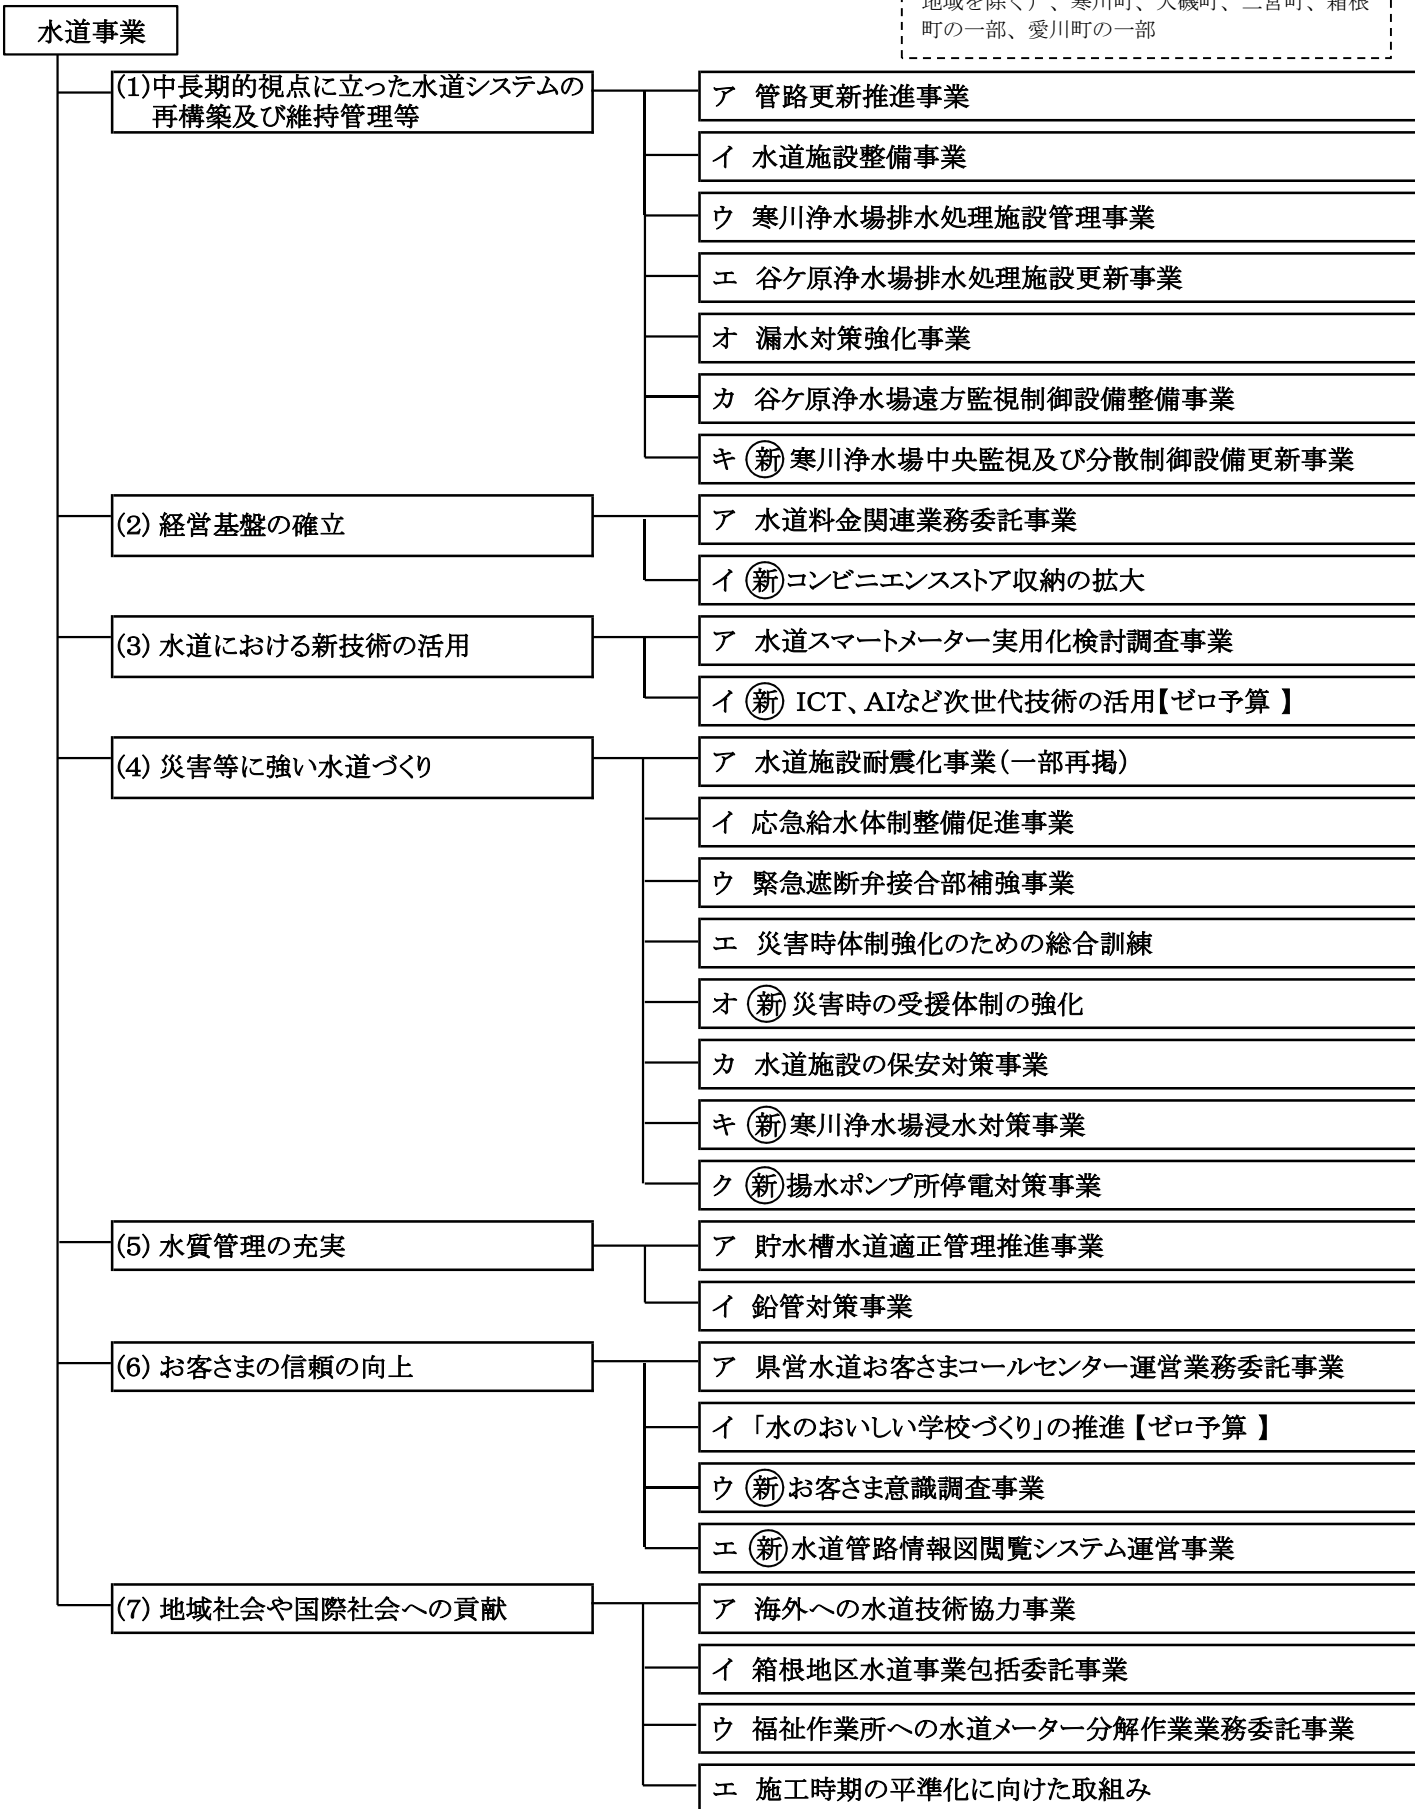 地域を除く）、寒川町、大磯町、二宮町、箱根
町の一部、愛川町の一部
水道事業
(1)中長期的視点に立った水道システムの
再構築及び維持管理等
ア 管路更新推進事業
イ 水道施設整備事業
ウ 寒川浄水場排水処理施設管理事業
エ 谷ケ原浄水場排水処理施設更新事業
オ 漏水対策強化事業
カ 谷ケ原浄水場遠方監視制御設備整備事業
キ 新 寒川浄水場中央監視及び分散制御設備更新事業
(2) 経営基盤の確立
ア 水道料金関連業務委託事業
イ 新 コンビニエンスストア収納の拡大
(3) 水道における新技術の活用
ア 水道スマートメーター実用化検討調査事業
イ 新 ICT、AIなど次世代技術の活用【ゼロ予算 】
(4) 災害等に強い水道づくり
ア 水道施設耐震化事業（一部再掲）
イ 応急給水体制整備促進事業
ウ 緊急遮断弁接合部補強事業
エ 災害時体制強化のための総合訓練
オ 新 災害時の受援体制の強化
カ 水道施設の保安対策事業
キ 新 寒川浄水場浸水対策事業
ク 新 揚水ポンプ所停電対策事業
(5) 水質管理の充実
ア 貯水槽水道適正管理推進事業
イ 鉛管対策事業
(6) お客さまの信頼の向上
ア 県営水道お客さまコールセンター運営業務委託事業
イ 「水のおいしい学校づくり」の推進【ゼロ予算 】
ウ 新 お客さま意識調査事業
エ 新 水道管路情報図閲覧システム運営事業
(7) 地域社会や国際社会への貢献
ア 海外への水道技術協力事業
イ 箱根地区水道事業包括委託事業
ウ 福祉作業所への水道メーター分解作業業務委託事業
エ 施工時期の平準化に向けた取組み